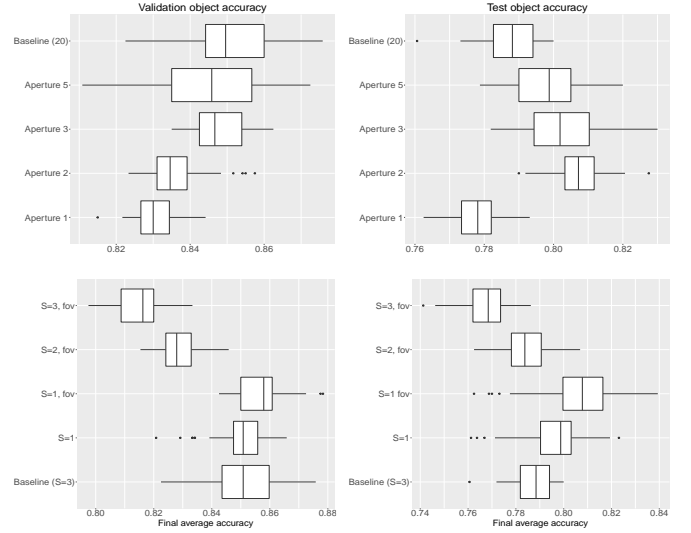 Validation object accuracy
Test object accuracy
Baseline (20)
Aperture 5
Aperture 3
Aperture 2
Aperture 1
0.82 0.84 0.86
Baseline (20)
Aperture 5
Aperture 3
Aperture 2
Aperture 1
0.76 0.78 0.80 0.82
S=3, fov
S=2, fov
S=1, fov
S=1
Baseline (S=3)
0.80 0.82 0.84 0.86 0.88
Final average accuracy
S=3, fov
S=2, fov
S=1 fov
S=1
Baseline (S=3)
0.74 0.76 0.78 0.80 0.82 0.84
Final average accuracy